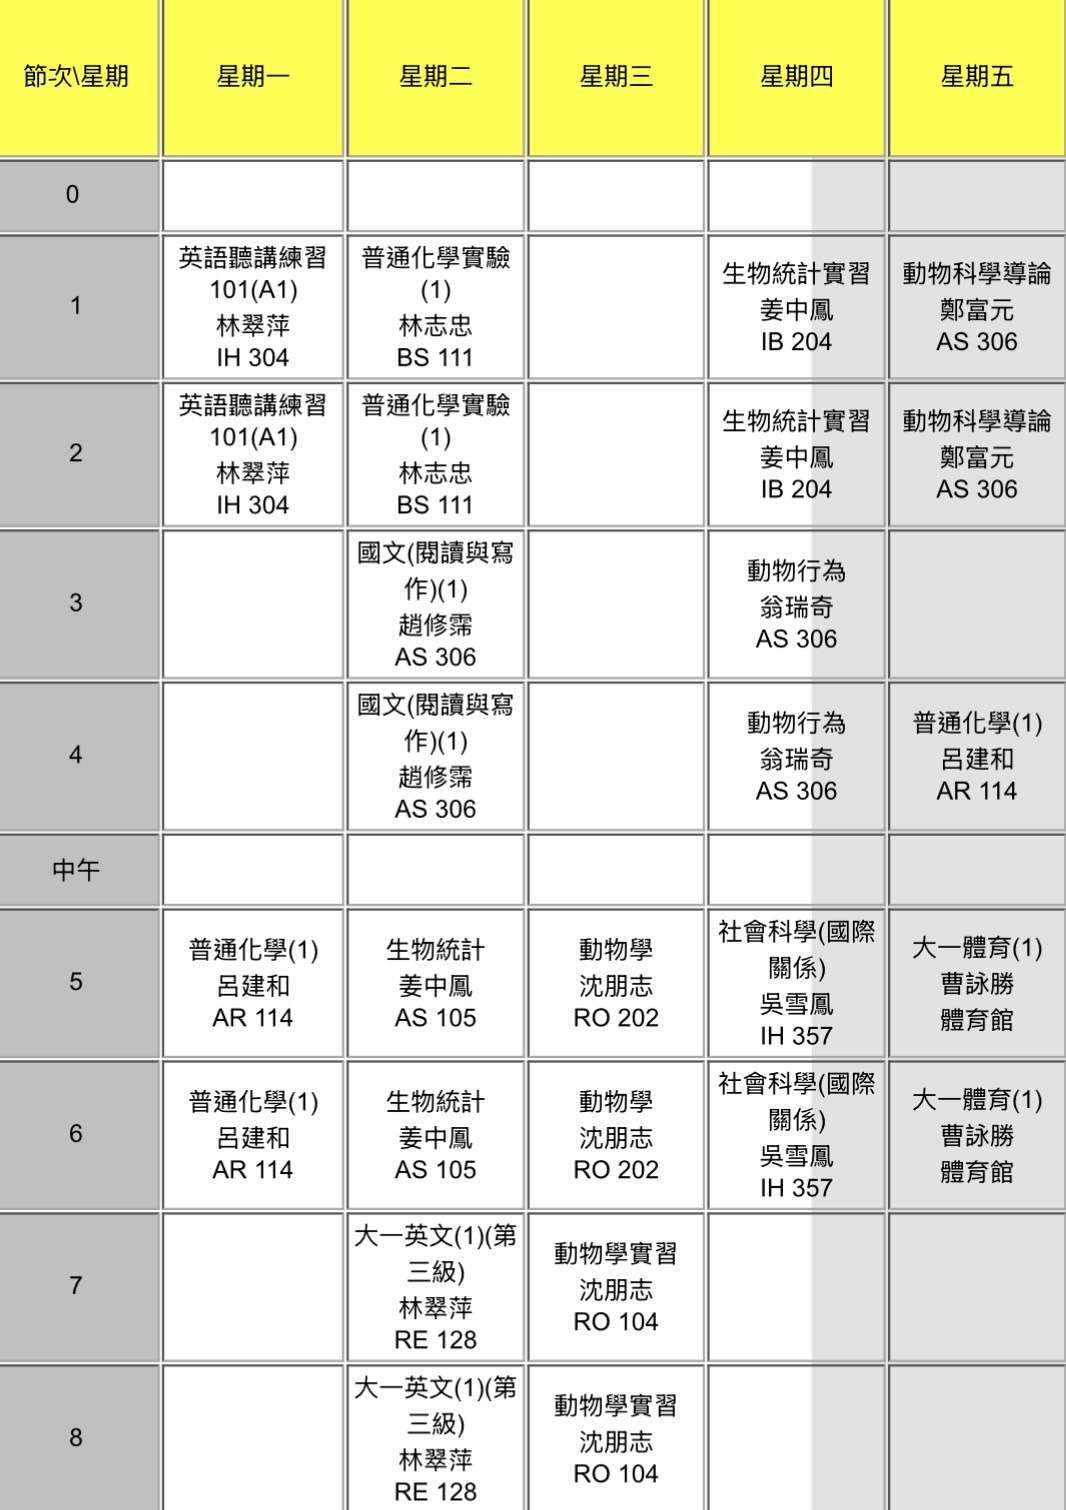 節次\星期 星期一 星期二 星期三 星期四 星期五
0
1
英語聽講練習
101(A1)
林翠萍
IH 304
普通化學實驗
(1)
林志忠
BS 111
生物統計實習
姜中鳳
IB 204
動物科學導論
鄭富元
AS 306
2
英語聽講練習
101(A1)
林翠萍
IH 304
普通化學實驗
(1)
林志忠
BS 111
生物統計實習
姜中鳳
IB 204
動物科學導論
鄭富元
AS 306
3
國文(閱讀與寫
作)(1)
趙修霈
AS 306
動物行為
翁瑞奇
AS 306
4
國文(閱讀與寫
作)(1)
趙修霈
AS 306
動物行為
翁瑞奇
AS 306
普通化學(1)
呂建和
AR 114
中午
5
普通化學(1)
呂建和
AR 114
生物統計
姜中鳳
AS 105
動物學
沈朋志
RO 202
社會科學(國際
關係)
吳雪鳳
IH 357
大一體育(1)
曹詠勝
體育館
6
普通化學(1)
呂建和
AR 114
生物統計
姜中鳳
AS 105
動物學
沈朋志
RO 202
社會科學(國際
關係)
吳雪鳳
IH 357
大一體育(1)
曹詠勝
體育館
7
大一英文(1)(第
三級)
林翠萍
RE 128
動物學實習
沈朋志
RO 104
8
大一英文(1)(第
三級)
林翠萍
RE 128
動物學實習
沈朋志
RO 104